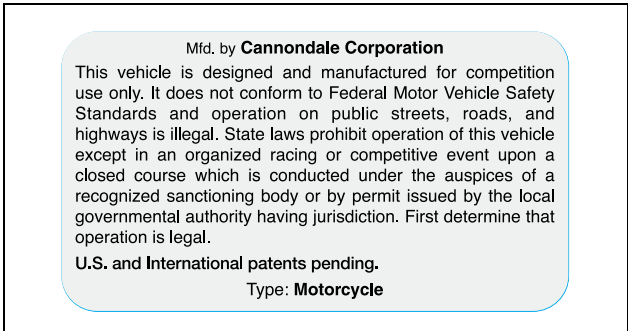 Mfd. by Cannondale Corporation
This vehicle is designed and manufactured for competition
use only. It does not conform to Federal Motor Vehicle Safety
Standards and operation on public streets, roads, and
highways is illegal. State laws prohibit operation of this vehicle
except in an organized racing or competitive event upon a
closed course which is conducted under the auspices of a
recognized sanctioning body or by permit issued by the local
governmental authority having jurisdiction. First determine that
operation is legal.
U.S. and International patents pending.
Type: Motorcycle